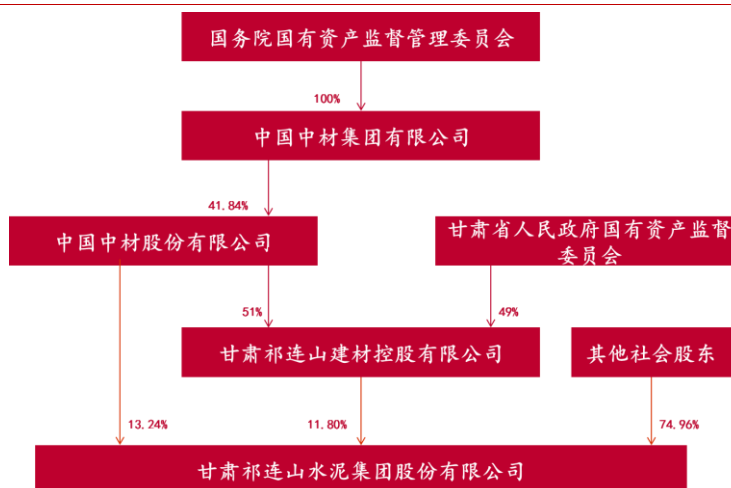 国务院国有资产监督管理委员会
100%
中国中材集团有限公司
41.84%
中国中材股份有限公司
甘肃省人民政府国有资产监督
委员会
51%
49%
甘肃祁连山建材控股有限公司
其他社会股东
13.24%
11.80%
74.96%
甘肃祁连山水泥集团股份有限公司